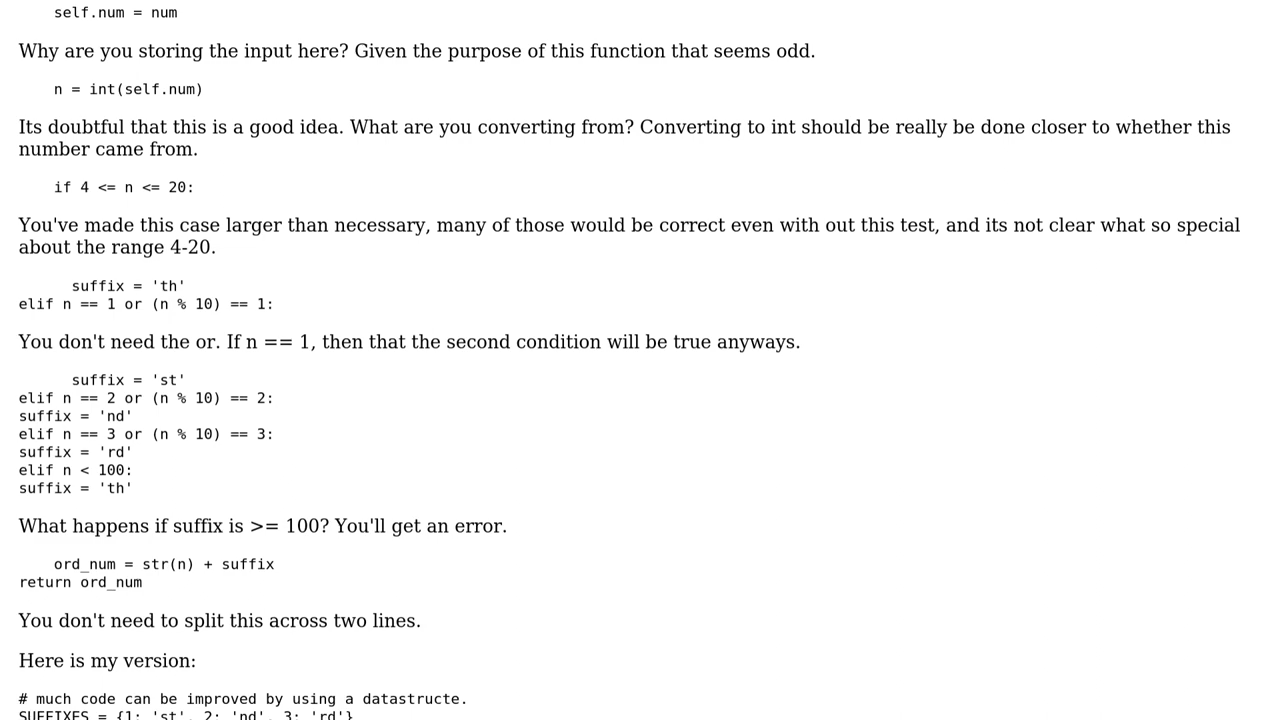 self.num = num
Why are you storing the input here? Given the purpose of this function that seems odd.
n = int(self.num)
Its doubtful that this is a good idea. What are you converting from? Converting to int should be really be done closer to whether this
number came from.
if 4 <= n <= 20:
You've made this case larger than necessary, many of those would be correct even with out this test, and its not clear what so special
about the range 4-20.
suffix = 'th'
elif n == 1 or (n % 10) == 1:
You don't need the or. If n == 1, then that the second condition will be true anyways.
suffix = 'st'
elif n == 2 or (n % 10) == 2:
suffix = 'nd'
elif n == 3 or (n % 10) == 3:
suffix = 'rd'
elif n < 100:
suffix = 'th'
What happens if suffix is >= 100? You'll get an error.
ord_num = str(n) + suffix
return ord_num
You don't need to split this across two lines.
Here is my version:
# much code can be improved by using a datastructe.
SUFFIXES = {1: 'st', 2: 'nd', 3: 'rd'}